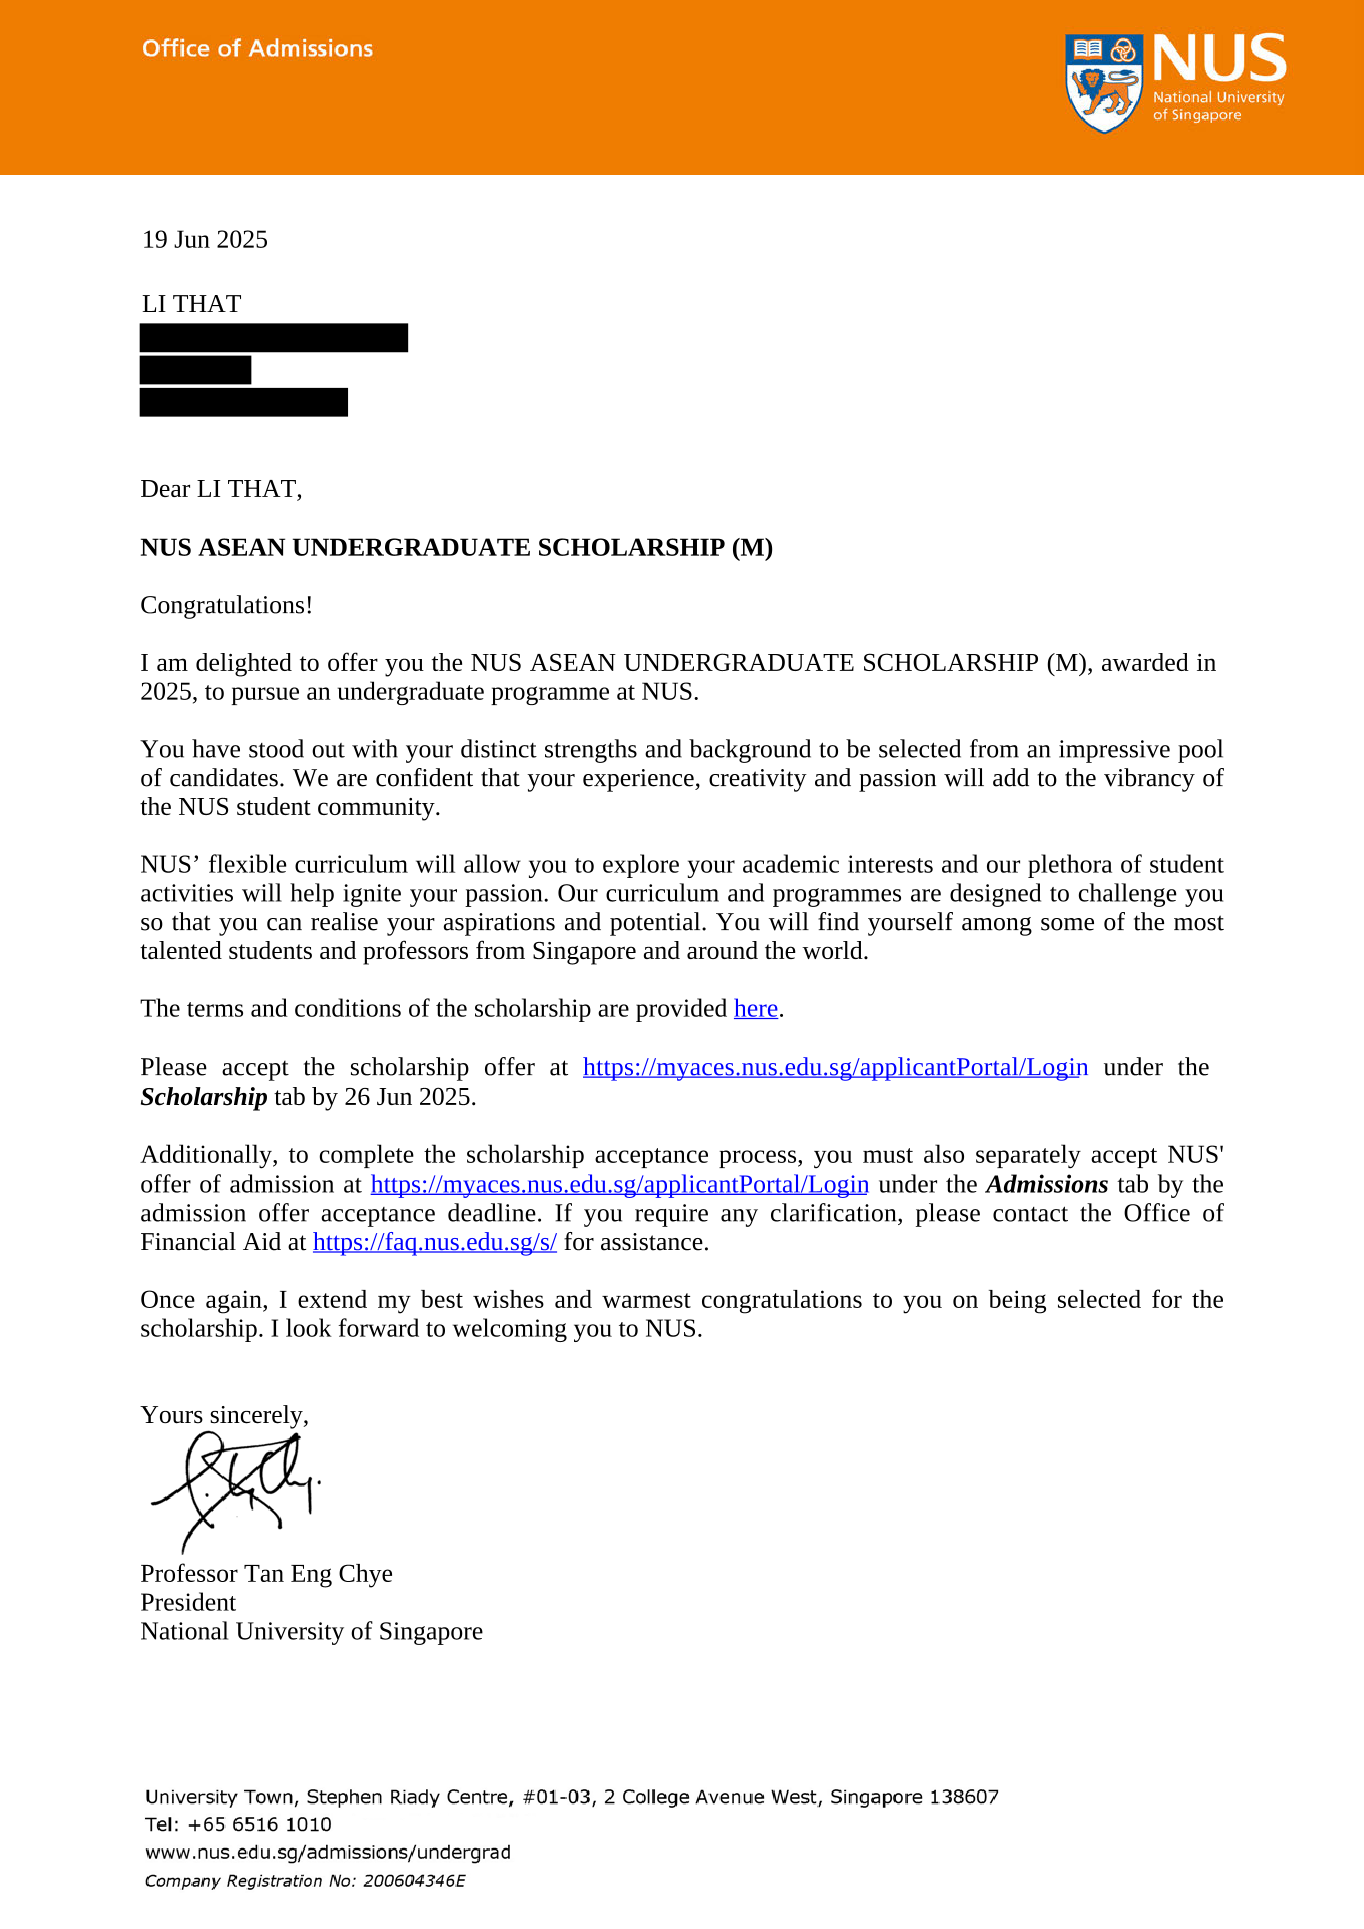 Office of Admissions
NUS
National University
of Singapore
19 Jun 2025
LI THAT
Dear LI THAT,
NUS ASEAN UNDERGRADUATE SCHOLARSHIP (M)
Congratulations!
I am delighted to offer you the NUS ASEAN UNDERGRADUATE SCHOLARSHIP (M), awarded in
2025, to pursue an undergraduate programme at NUS.
You have stood out with your distinct strengths and background to be selected from an impressive pool
of candidates. We are confident that your experience, creativity and passion will add to the vibrancy of
the NUS student community.
NUS’ flexible curriculum will allow you to explore your academic interests and our plethora of student
activities will help ignite your passion. Our curriculum and programmes are designed to challenge you
so that you can realise your aspirations and potential. You will find yourself among some of the most
talented students and professors from Singapore and around the world.
The terms and conditions of the scholarship are provided here.
Please accept the scholarship offer at https://myaces.nus.edu.sg/applicantPortal/Login under the
Scholarship tab by 26 Jun 2025.
Additionally, to complete the scholarship acceptance process, you must also separately accept NUS'
offer of admission at https://myaces.nus.edu.sg/applicantPortal/Login under the Admissions tab by the
admission offer acceptance deadline. If you require any clarification, please contact the Office of
Financial Aid at https://faq.nus.edu.sg/s/ for assistance.
Once again, I extend my best wishes and warmest congratulations to you on being selected for the
scholarship. I look forward to welcoming you to NUS.
Yours sincerely,
Professor Tan Eng Chye
President
National University of Singapore
University Town, Stephen Riady Centre, #01-03, 2 College Avenue West, Singapore 138607
Tel: +65 6516 1010
www.nus.edu.sg/admissions/undergrad
Company Registration No: 200604346E